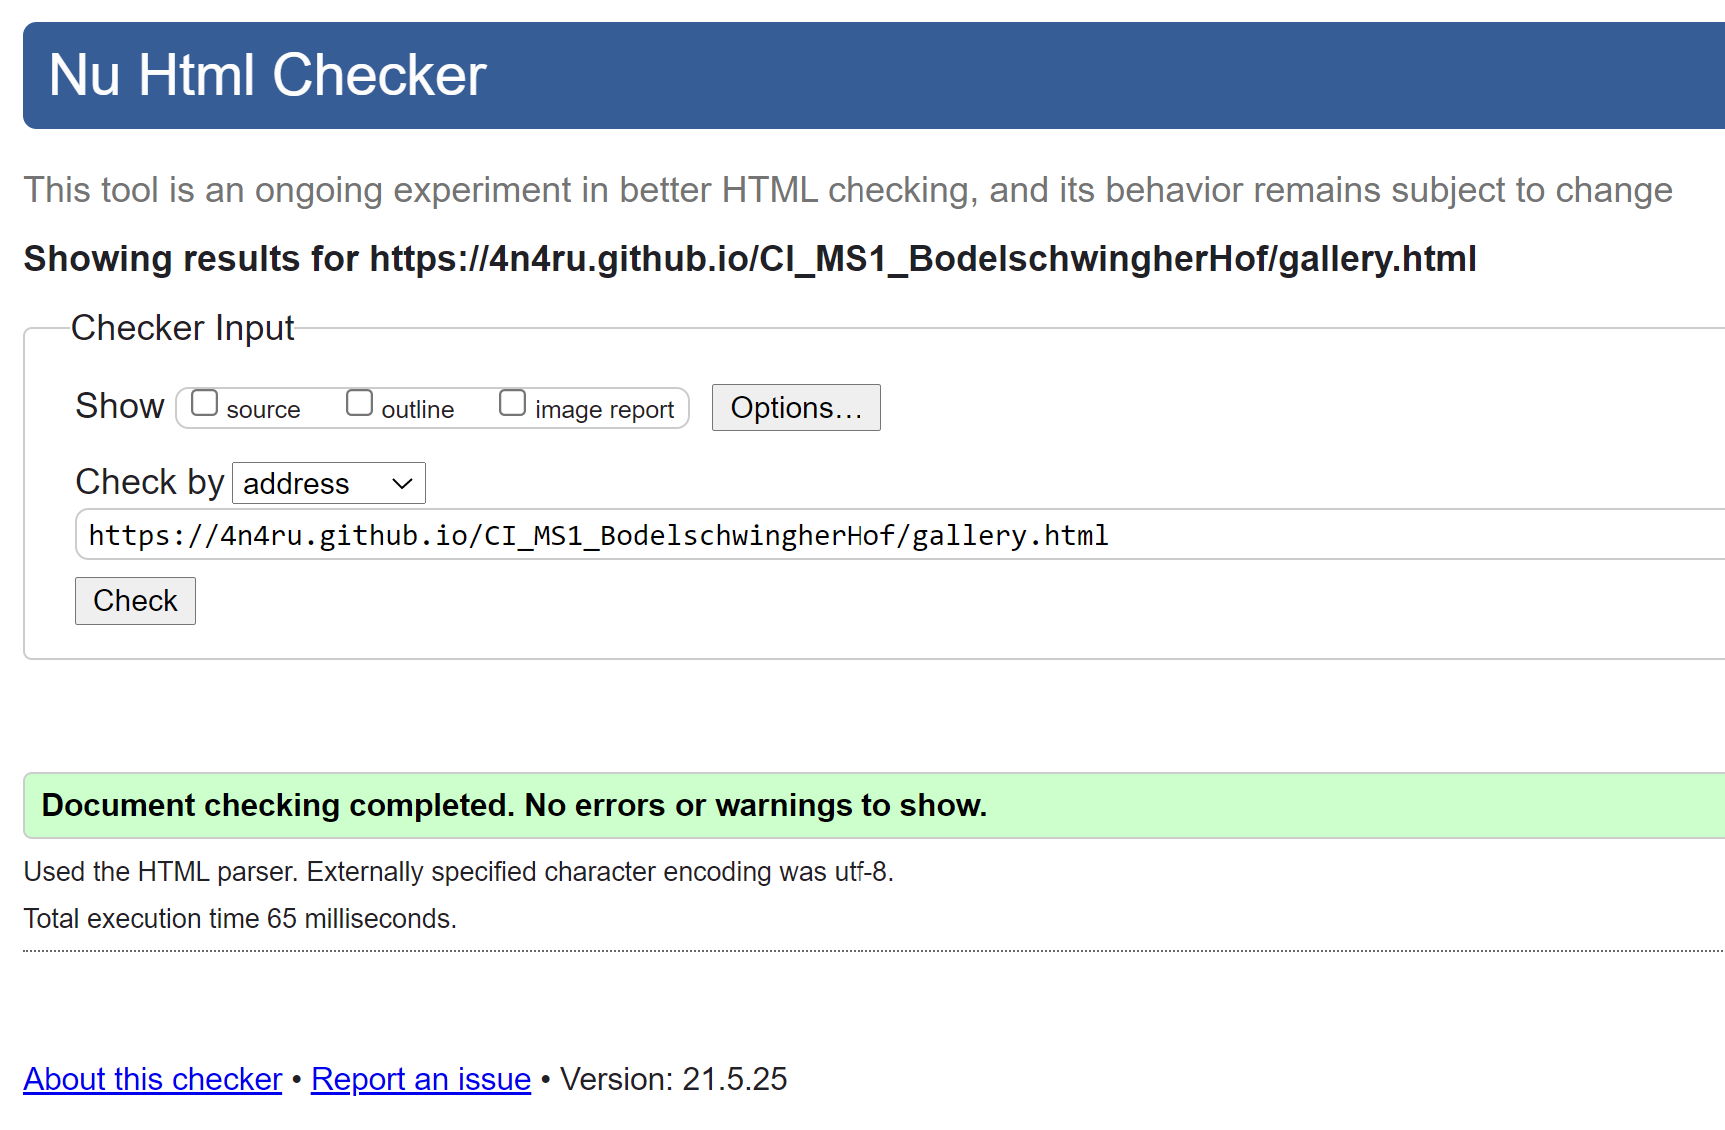 Nu Html Checker
This tool is an ongoing experiment in better HTML checking, and its behavior remains subject to change
Showing results for https://4n4ru.github.io/CI_MS1_BodelschwingherHof/gallery.html
Checker Input
Show source outline image report Options...
Check by address
https://4n4ru.github.io/CI_MS1_BodelschwingherHof/gallery.html
Check
Document checking completed. No errors or warnings to show.
Used the HTML parser. Externally specified character encoding was utf-8.
Total execution time 65 milliseconds.
About this checker • Report an issue • Version: 21.5.25